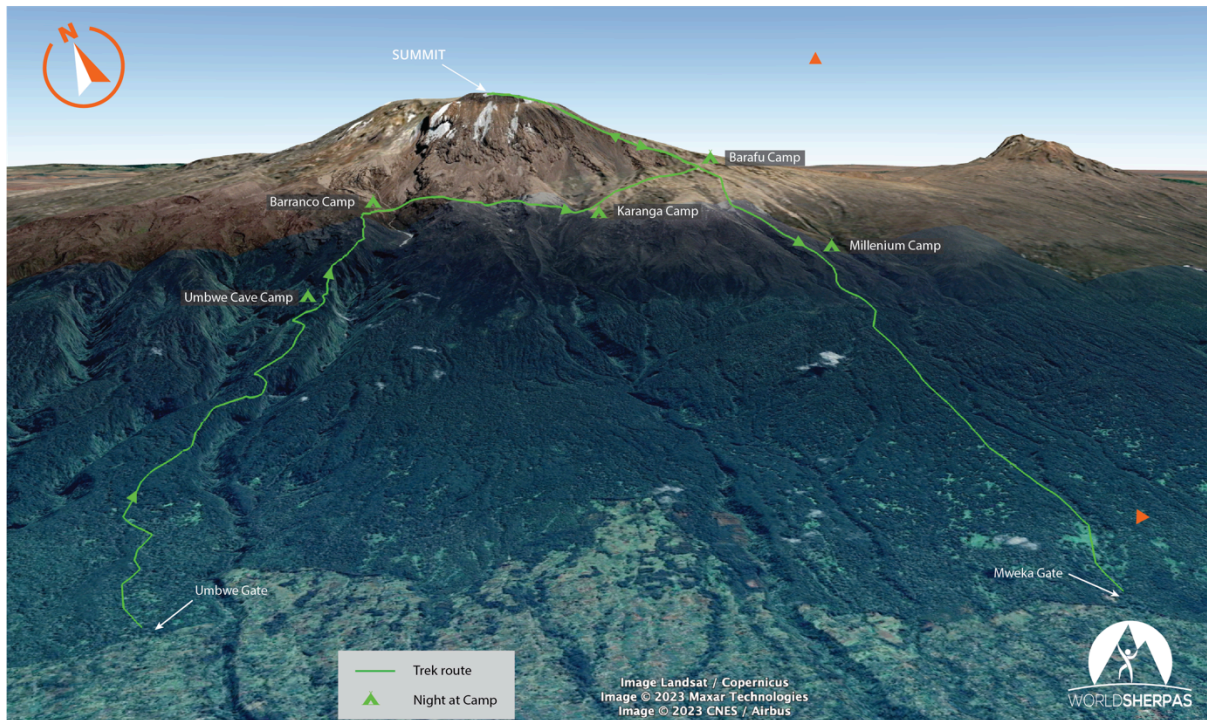 N
SUMMIT
Barafu Camp
Barranco Camp
Karanga Camp
Millenium Camp
Umbwe Cave Camp
Umbwe Gate
Mweka Gate
Trek route
Night at Camp
Image Landsat / Copernicus
Image © 2023 Maxar Technologies
Image © 2023 CNES / Airbus
WORLDSHERPAS